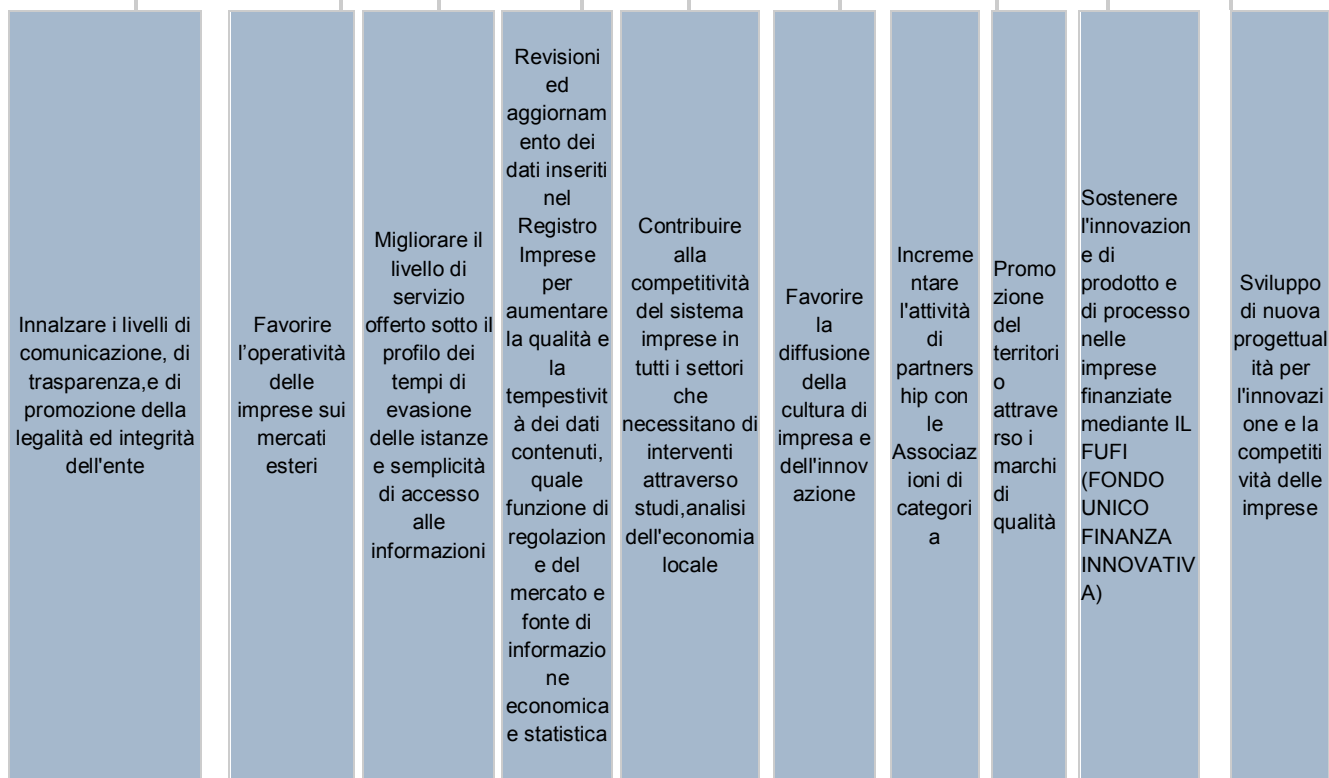 Innalzare i livelli di
comunicazione, di
trasparenza,e di
promozione della
legalità ed integrità
dell'ente
Favorire
l’operatività
delle
imprese sui
mercati
esteri
Migliorare il
livello di
servizio
offerto sotto il
profilo dei
tempi di
evasione
delle istanze
e semplicità
di accesso
alle
informazioni
Revisioni
ed
aggiornam
ento dei
dati inseriti
nel
Registro
Imprese
per
aumentare
la qualità e
la
tempestivit
à dei dati
contenuti,
quale
funzione di
regolazion
e del
mercato e
fonte di
informazio
ne
economica
e statistica
Contribuire
alla
competitività
del sistema
imprese in
tutti i settori
che
necessitano di
interventi
attraverso
studi,analisi
dell'economia
locale
Favorire
la
diffusione
della
cultura di
impresa e
dell'innov
azione
Increme
ntare
l'attività
di
partners
hip con
le
Associaz
ioni di
categori
a
Promo
zione
del
territori
o
attrave
rso i
marchi
di
qualità
Sostenere
l'innovazion
e di
prodotto e
di processo
nelle
imprese
finanziate
mediante IL
FUFI
(FONDO
UNICO
FINANZA
INNOVATIV
A)
Sviluppo
di nuova
progettual
ità per
l'innovazi
one e la
competiti
vità delle
imprese